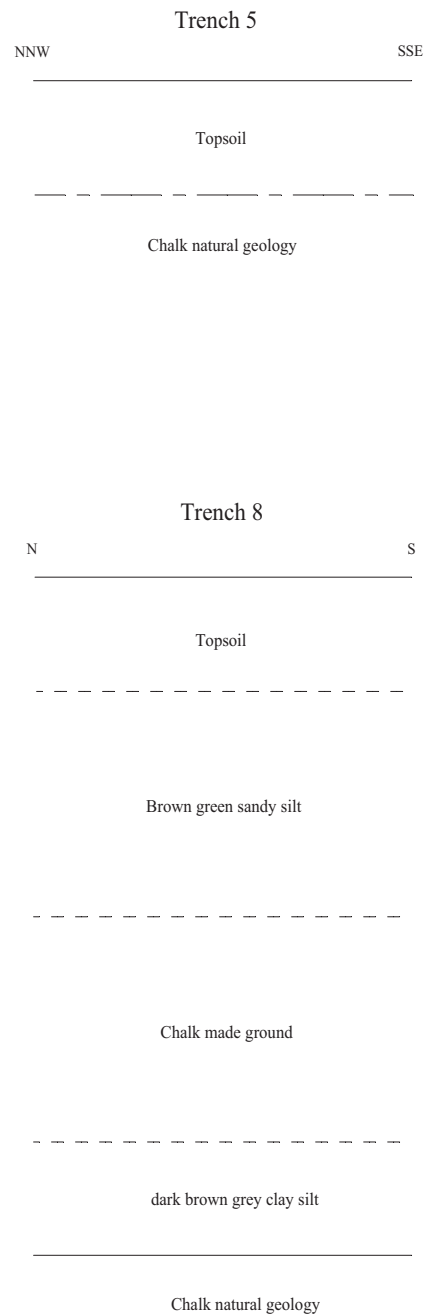 Trench 5
NNW SSE
Topsoil
Chalk natural geology
Trench 8
N S
Topsoil
Brown green sandy silt
Chalk made ground
dark brown grey clay silt
Chalk natural geology